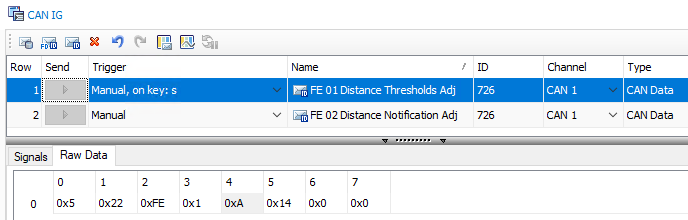 CAN IG
Row Send Trigger Name / ID Channel Type
1 Manual, on key: s FE 01 Distance Thresholds Adj 726 CAN 1 CAN Data
2 Manual FE 02 Distance Notification Adj 726 CAN 1 CAN Data
Signals Raw Data
0 1 2 3 4 5 6 7
0 0x5 0x22 0xFE 0x1 0xA 0x14 0x0 0x0